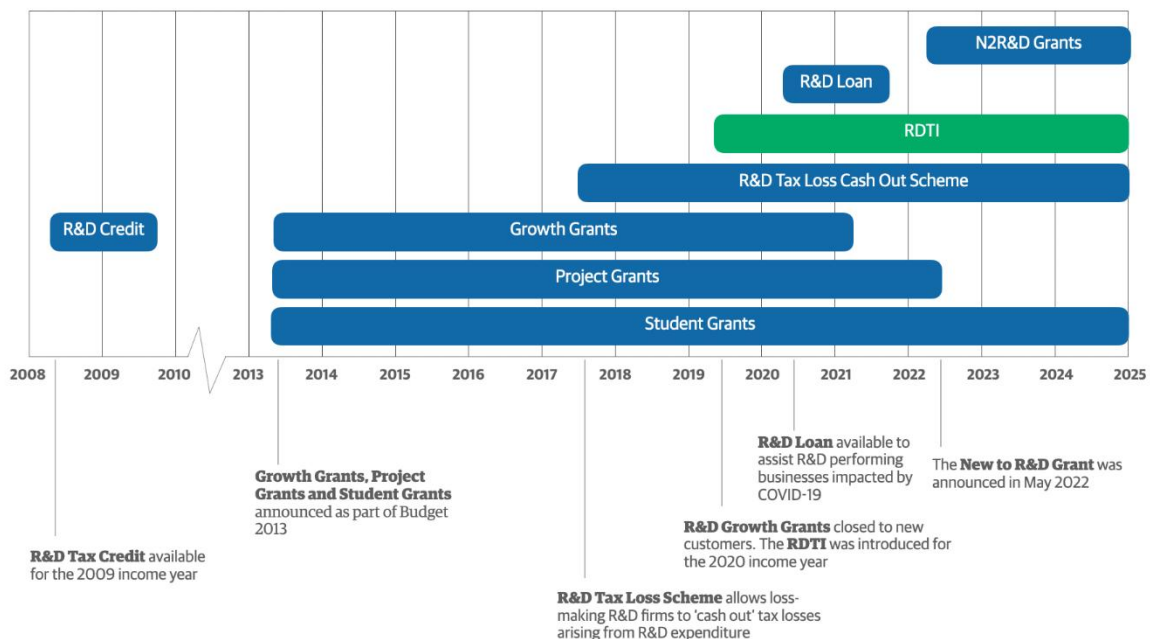 N2R&D Grants
R&D Loan
RDTI
R&D Tax Loss Cash Out Scheme
R&D Credit
Growth Grants
Project Grants
Student Grants
2008 2009 2010 2013 2014 2015 2016 2017 2018 2019 2020 2021 2022 2023 2024 2025
R&D Loan available to
assist R&D performing
businesses impacted by
COVID-19
The New to R&D Grant was
announced in May 2022
Growth Grants, Project
Grants and Student Grants
announced as part of Budget
2013
R&D Growth Grants closed to new
customers. The RDTI was introduced for
the 2020 income year
R&D Tax Credit available
for the 2009 income year
R&D Tax Loss Scheme allows loss-
making R&D firms to 'cash out' tax losses
arising from R&D expenditure